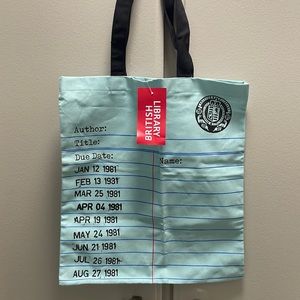 LIBRARY
BRITISH
Author:
Title:
Due Date: Name:
JAN 12 1981
FEB 13 1931
MAR 25 1981
APR 04 1981
APR 19 1981
MAY 24 1981
JUN 21 1981
JUL 26 1981
AUG 27 1981